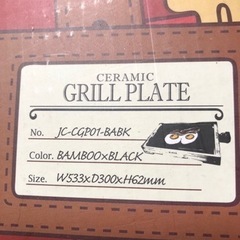 CERAMIC
GRILL PLATE
No. JC-CGP01-BABK
Color. BAMBOO×BLACK
Size. W533×D300×H62mm